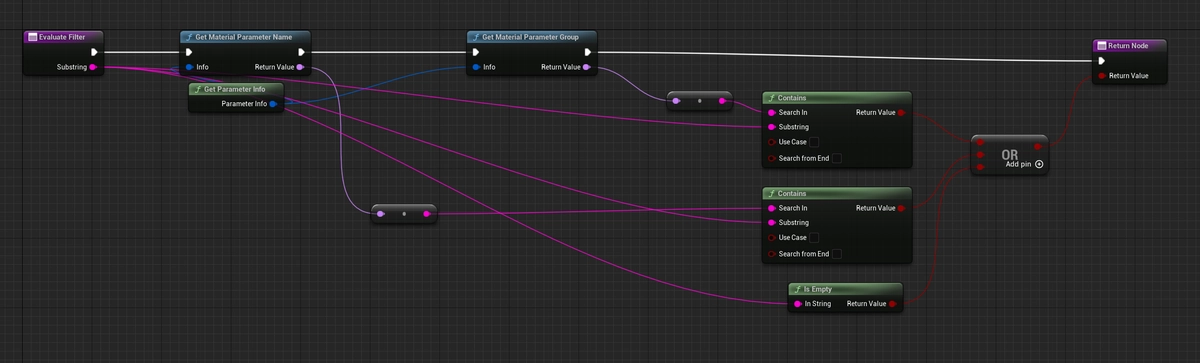 Evaluate Filter
Substring
Get Material Parameter Name
Info
Return Value
Get Parameter Info
Parameter Info
Get Material Parameter Group
Info
Return Value
Contains
Search In
Return Value
Substring
Use Case
Search from End
Contains
Search In
Return Value
Substring
Use Case
Search from End
Is Empty
In String
Return Value
OR
Add pin
Return Node
Return Value